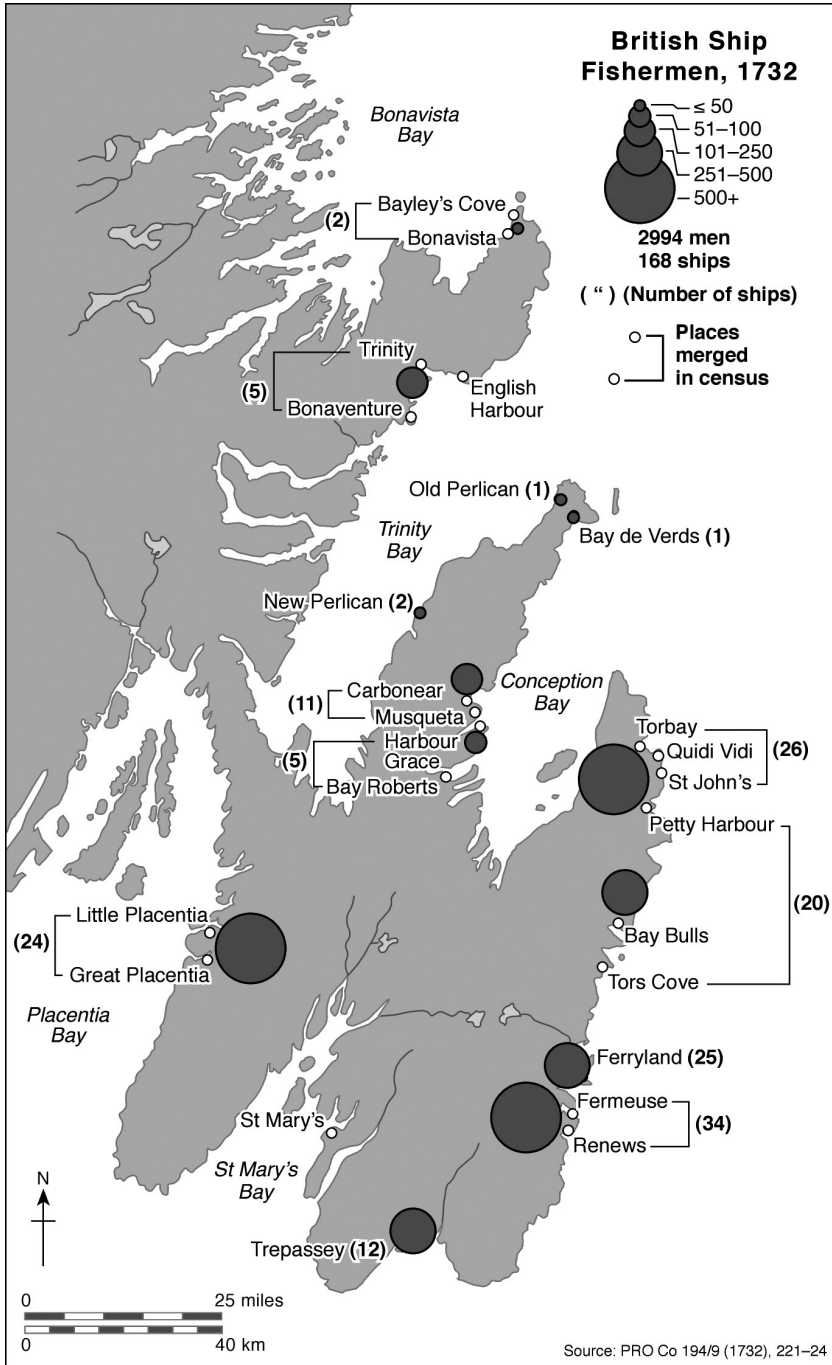 British Ship
Fishermen, 1732
≤ 50
51–100
101–250
251–500
500+
2994 men
168 ships
( “ ) (Number of ships)
Places
merged
in census
Bonavista
Bay
Bayley's Cove
(2)
Bonavista
Trinity
(5)
English
Harbour
Bonaventure
Old Perlican (1)
Trinity
Bay
Bay de Verds (1)
New Perlican (2)
Conception
Bay
Carbonear
(11)
Musqueta
Harbour
Grace
(5)
Bay Roberts
Torbay
Quidi Vidi
(26)
St John's
Petty Harbour
(20)
Bay Bulls
Tors Cove
Little Placentia
(24)
Great Placentia
Placentia
Bay
Ferryland (25)
Fermeuse
(34)
Renews
St Mary's
St Mary's
Bay
Trepassey (12)
N
0 25 miles
0 40 km
Source: PRO Co 194/9 (1732), 221–24